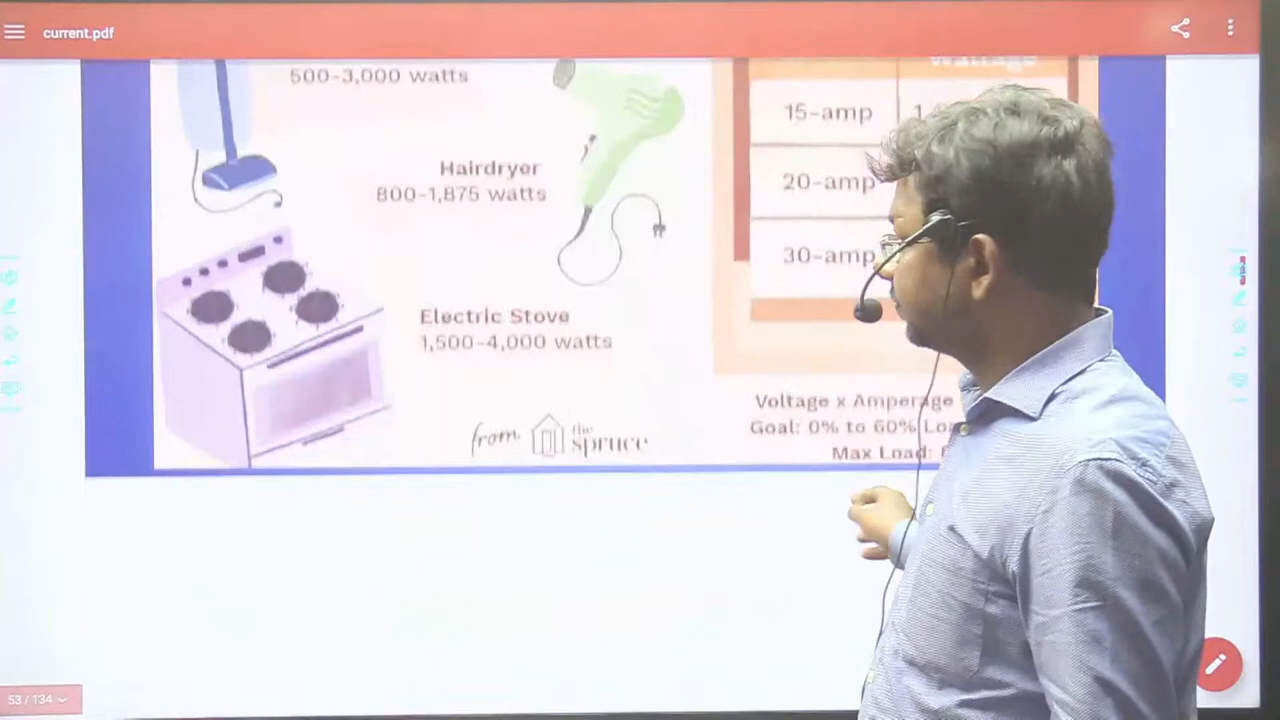 current.pdf
500-3,000 watts
Hairdryer
800-1,875 watts
Electric Stove
1,500-4,000 watts
from the spruce
Wattage
15-amp
20-amp
30-amp
Voltage x Amperage
Goal: 0% to 60%
Max Load:
53 / 134